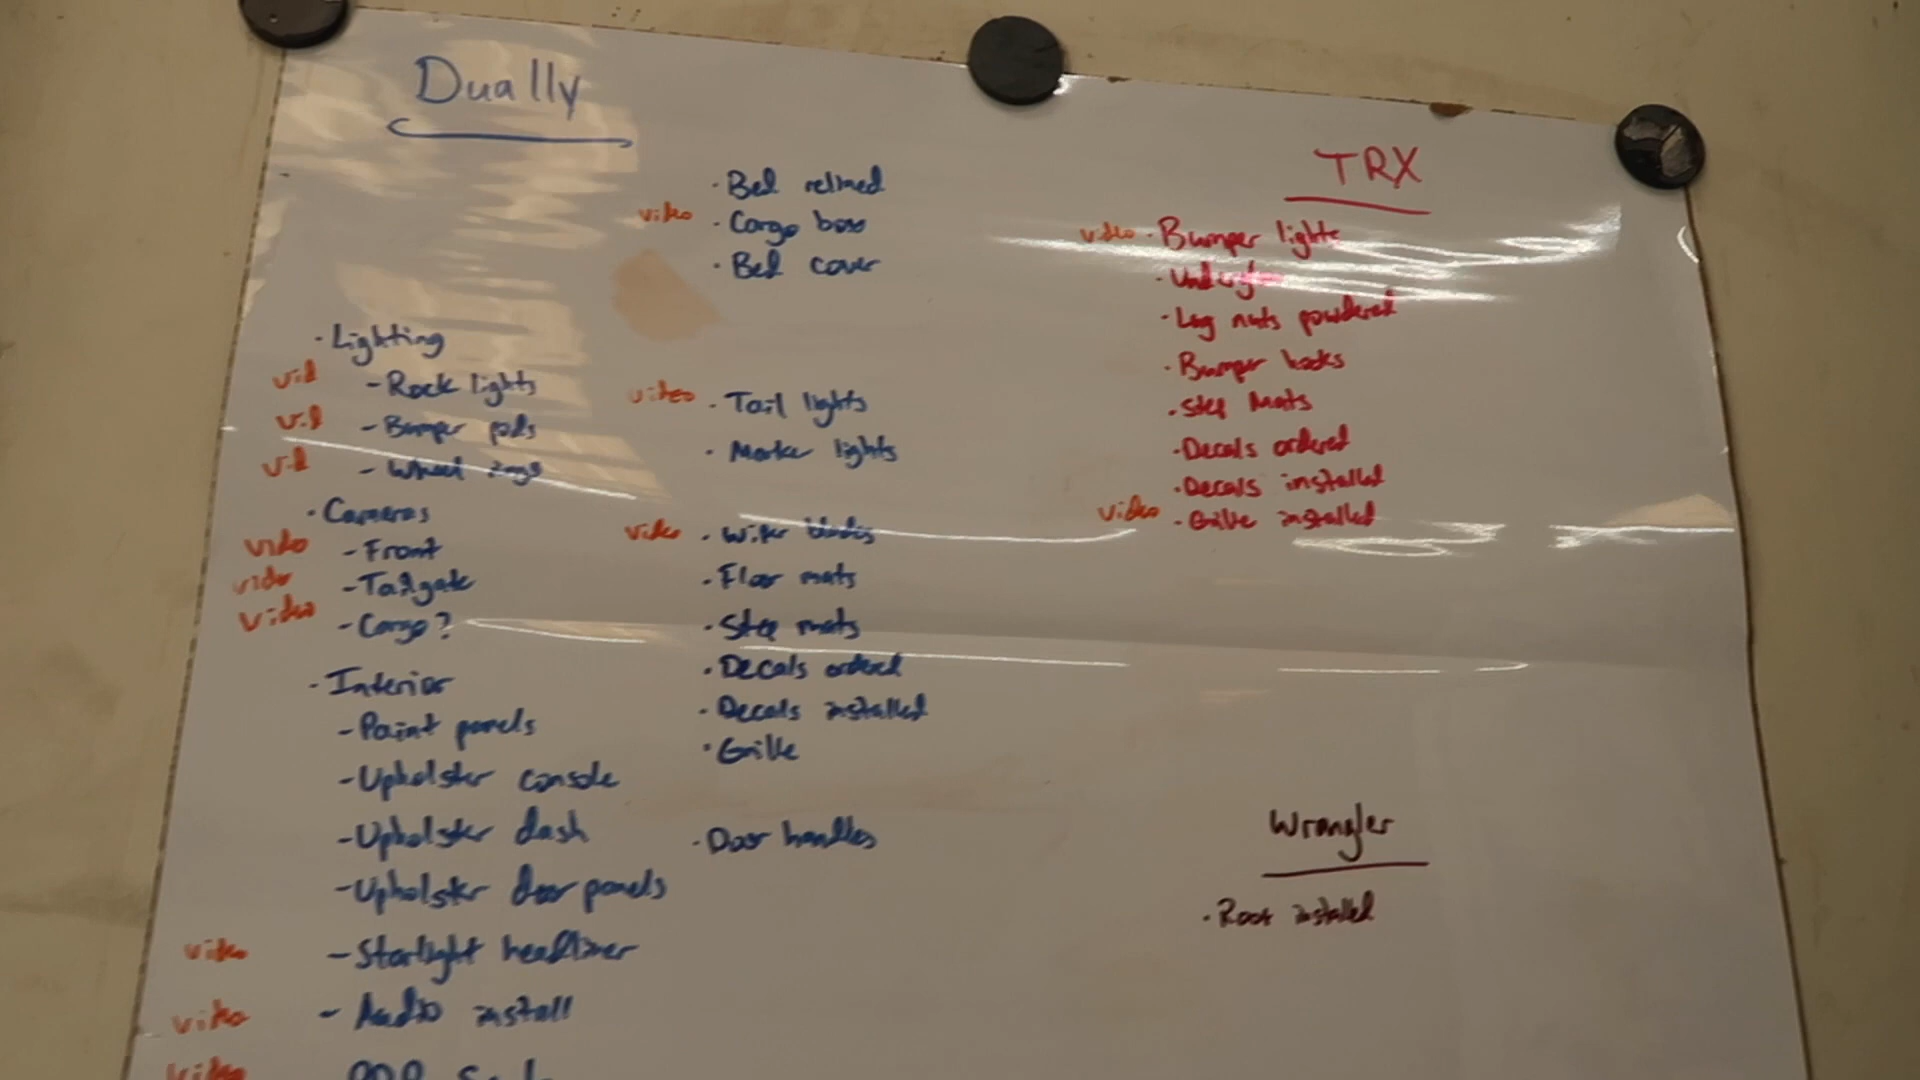 Dually
· Lighting
vid - Rock lights
vid - Bumper pods
vid - Wheel rings
· Cameras
video - Front
video - Tailgate
video - Cargo?
· Interior
- Paint panels
- Upholster console
- Upholster dash
- Upholster door panels
video - Starlight headliner
video - Audio install
video
· Bed relined
video · Cargo boss
· Bed cover
video · Tail lights
· Marker lights
video · Wiper blades
· Floor mats
· Step mats
· Decals ordered
· Decals installed
· Grille
· Door handles
TRX
video · Bumper lights
· Underglow
· Lug nuts powdered
· Bumper hooks
· Step Mats
· Decals ordered
· Decals installed
video · Grille installed
Wrangler
· Roof installed